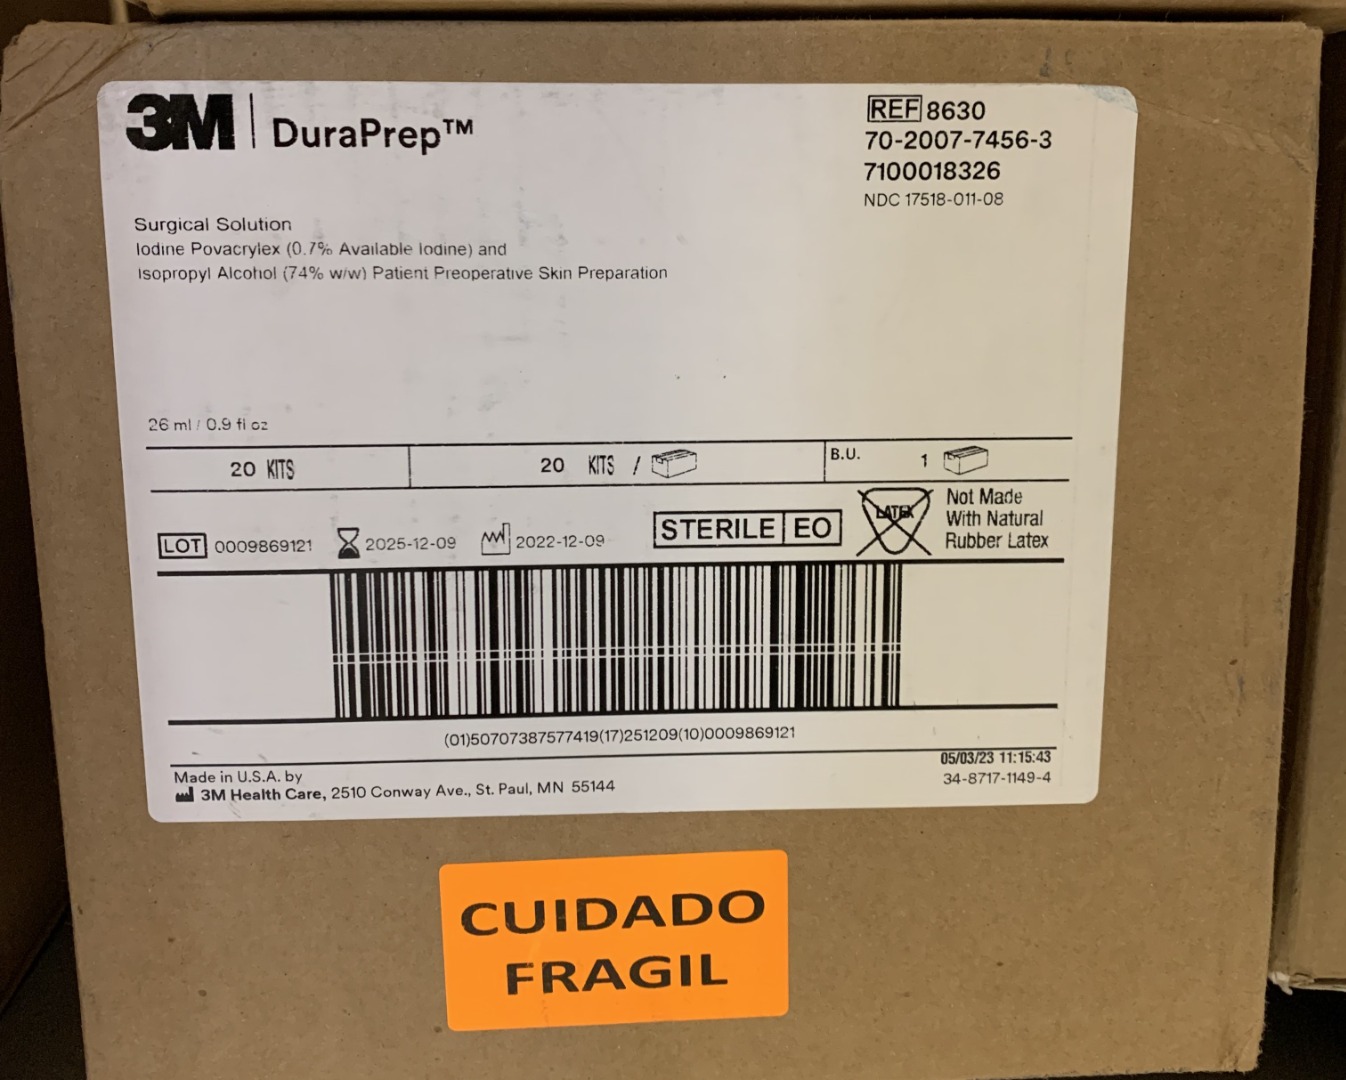 3M | DuraPrep™
REF 8630
70-2007-7456-3
7100018326
NDC 17518-011-08
Surgical Solution
Iodine Povacrylex (0.7% Available Iodine) and
Isopropyl Alcohol (74% w/w) Patient Preoperative Skin Preparation
26 ml / 0.9 fl oz
20 KITS
20 KITS /
B.U. 1
LOT 0009869121
2025-12-09
2022-12-09
STERILE EO
LATEX
Not Made
With Natural
Rubber Latex
(01)50707387577419(17)251209(10)0009869121
05/03/23 11:15:43
34-8717-1149-4
Made in U.S.A. by
3M Health Care, 2510 Conway Ave., St. Paul, MN 55144
CUIDADO
FRAGIL